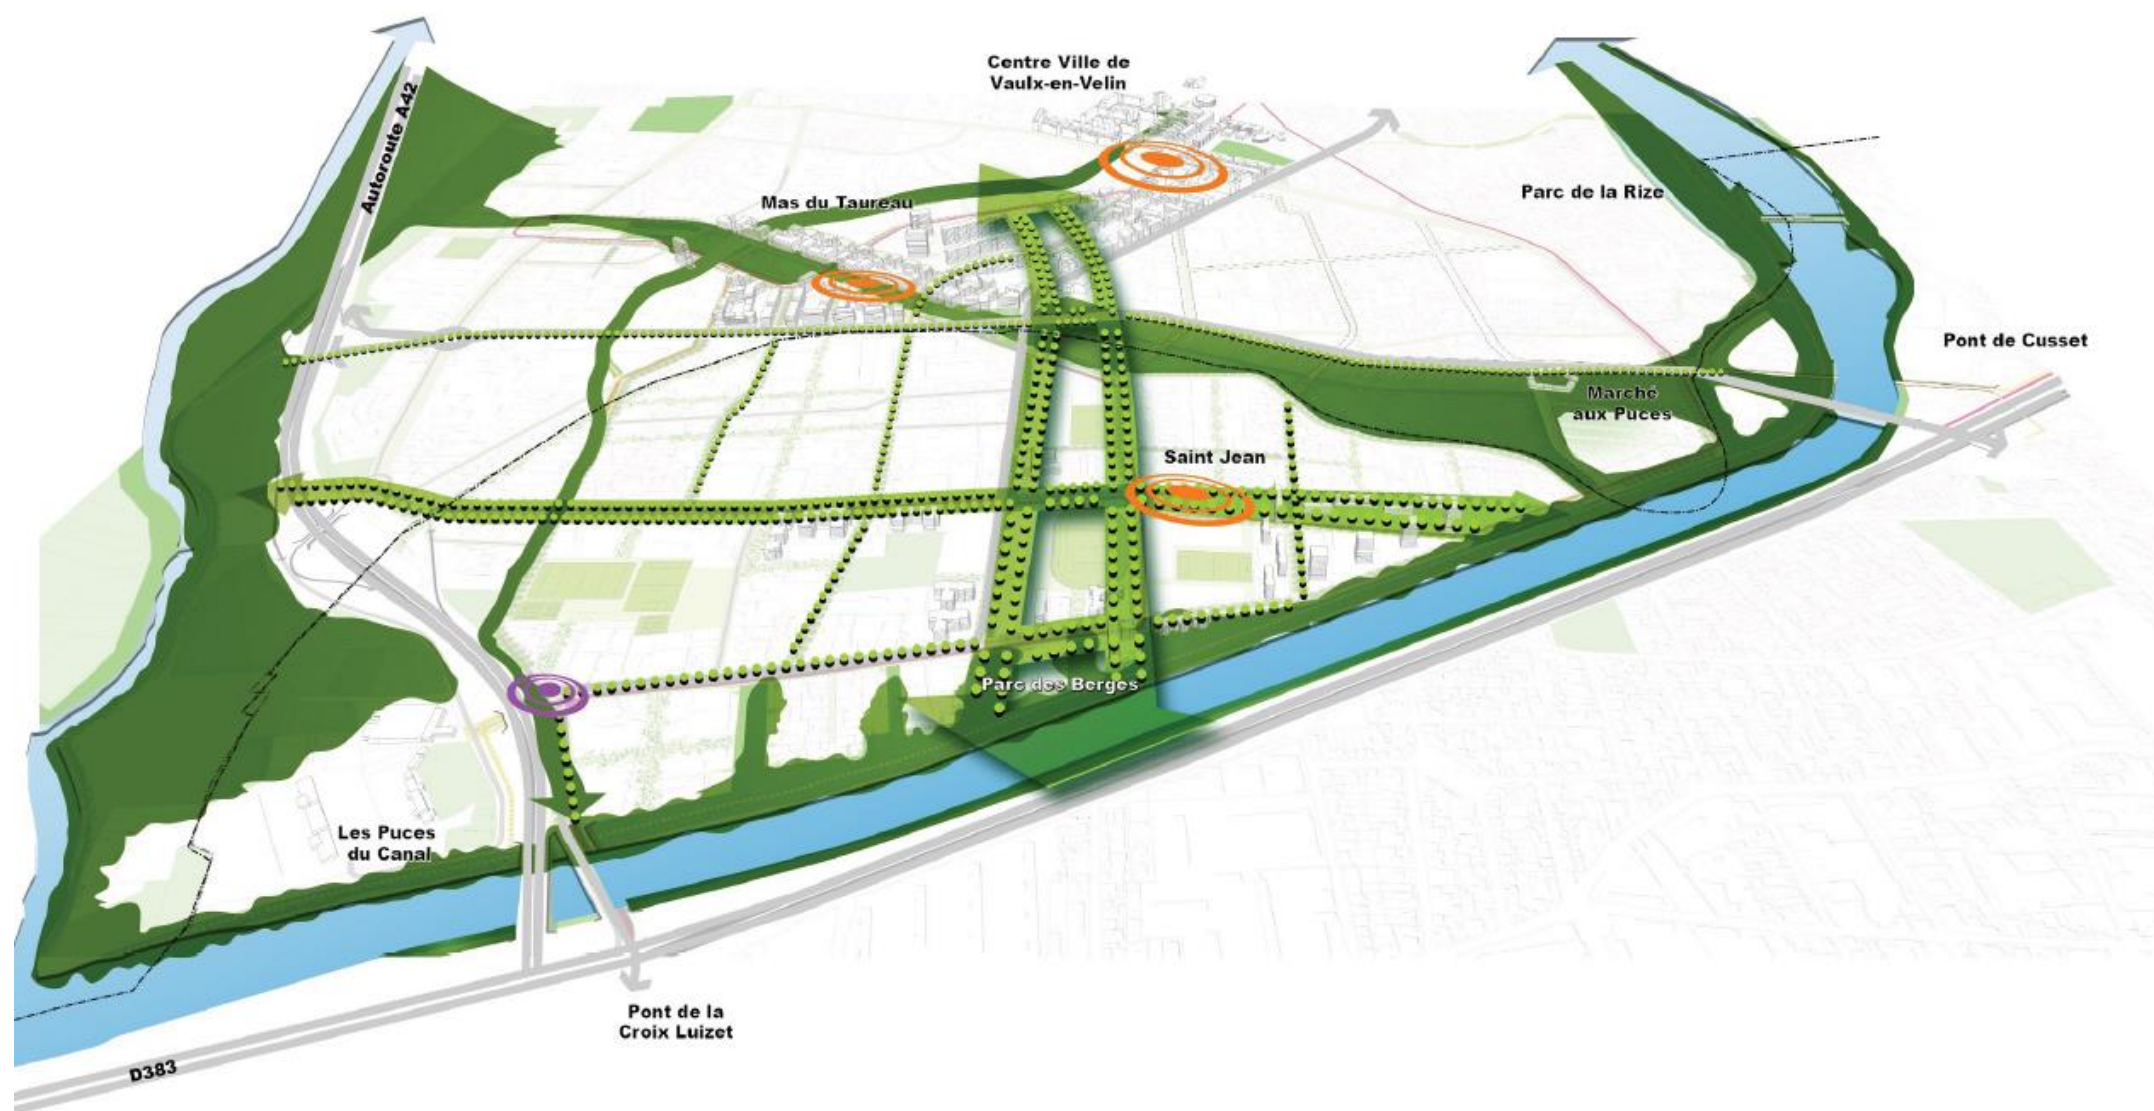 Centre Ville de
Vaulx-en-Velin
Autoroute A42
Mas du Taureau
Parc de la Rize
Pont de Cusset
Marché
aux Puces
Saint Jean
Parc des Berges
Les Puces
du Canal
Pont de la
Croix Luizet
D383